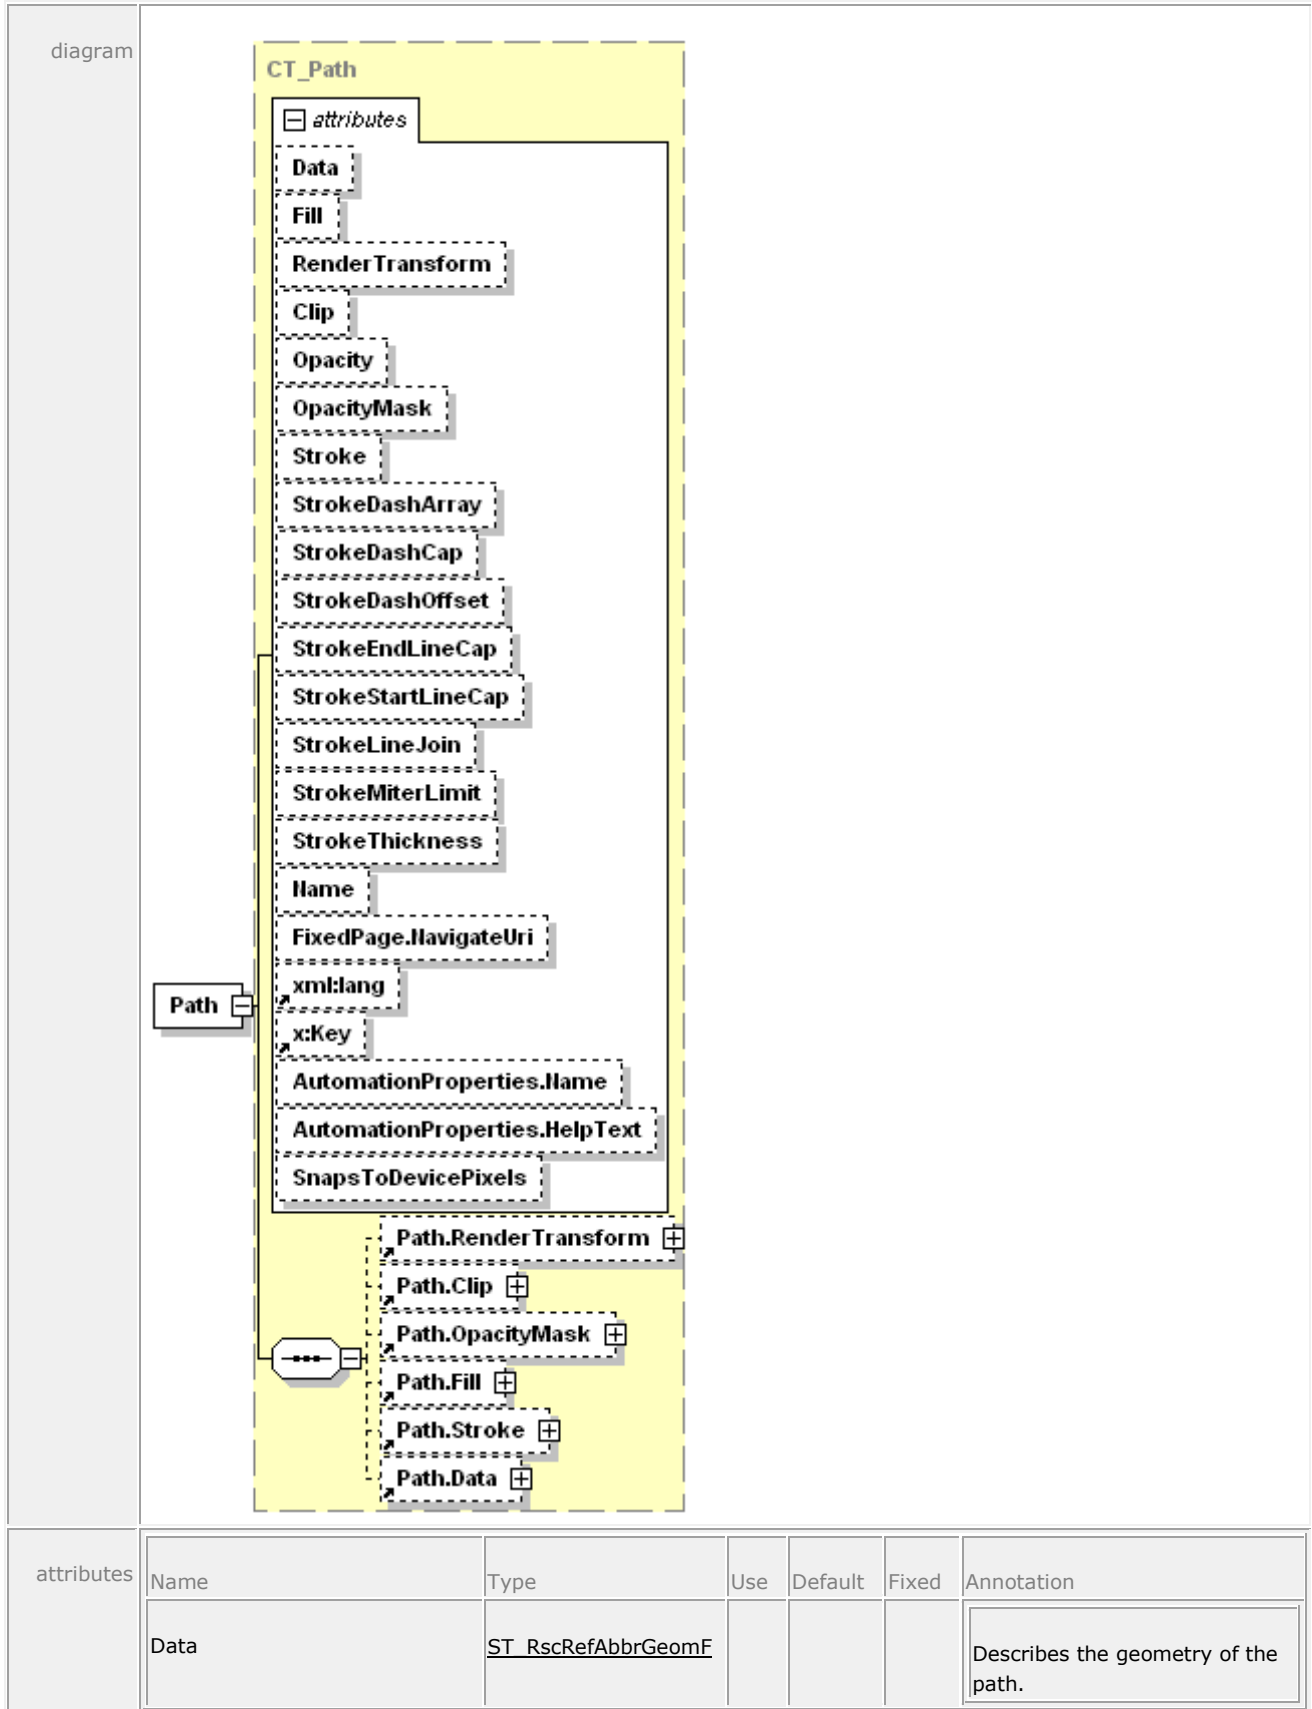 diagram
CT_Path
attributes
Data
Fill
RenderTransform
Clip
Opacity
OpacityMask
Stroke
StrokeDashArray
StrokeDashCap
StrokeDashOffset
StrokeEndLineCap
StrokeStartLineCap
StrokeLineJoin
StrokeMiterLimit
StrokeThickness
Name
FixedPage.NavigateUri
xml:lang
Path
x:Key
AutomationProperties.Name
AutomationProperties.HelpText
SnapsToDevicePixels
Path.RenderTransform
Path.Clip
Path.OpacityMask
Path.Fill
Path.Stroke
Path.Data
attributes
Name Type Use Default Fixed Annotation
Data ST_RscRefAbbrGeomF Describes the geometry of the
path.